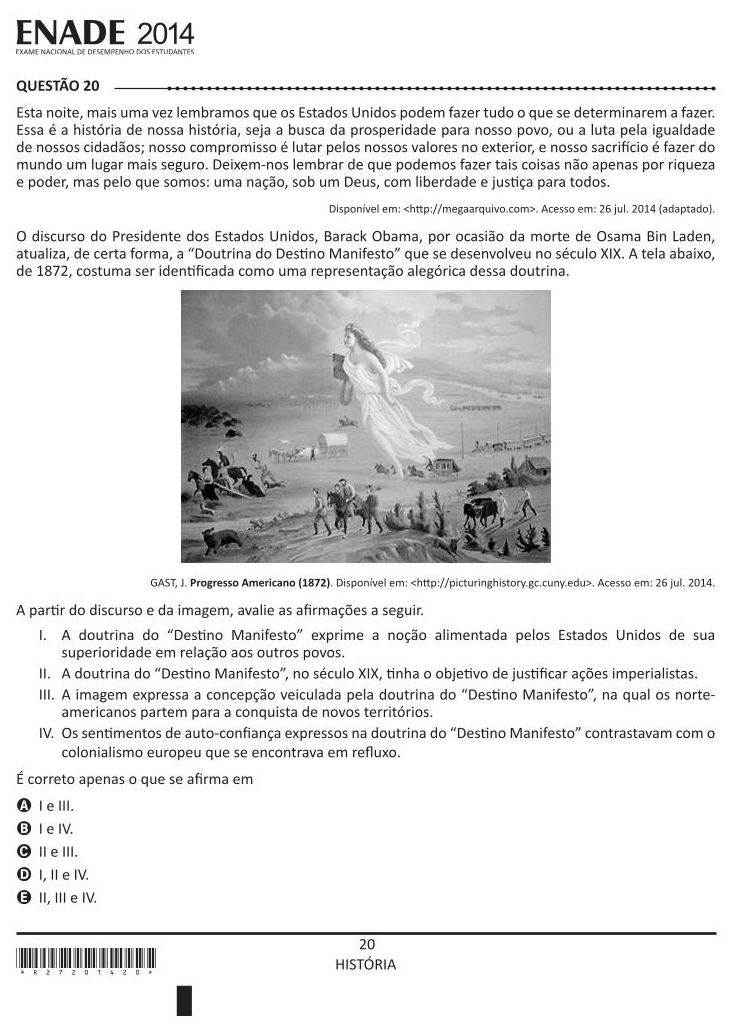 ENADE 2014
EXAME NACIONAL DE DESEMPENHO DOS ESTUDANTES
QUESTÃO 20
Esta noite, mais uma vez lembramos que os Estados Unidos podem fazer tudo o que se determinarem a fazer.
Essa é a história de nossa história, seja a busca da prosperidade para nosso povo, ou a luta pela igualdade
de nossos cidadãos; nosso compromisso é lutar pelos nossos valores no exterior, e nosso sacrifício é fazer do
mundo um lugar mais seguro. Deixem-nos lembrar de que podemos fazer tais coisas não apenas por riqueza
e poder, mas pelo que somos: uma nação, sob um Deus, com liberdade e justiça para todos.
Disponível em: <http://megaarquivo.com>. Acesso em: 26 jul. 2014 (adaptado).
O discurso do Presidente dos Estados Unidos, Barack Obama, por ocasião da morte de Osama Bin Laden,
atualiza, de certa forma, a “Doutrina do Destino Manifesto” que se desenvolveu no século XIX. A tela abaixo,
de 1872, costuma ser identificada como uma representação alegórica dessa doutrina.
GAST, J. Progresso Americano (1872). Disponível em: <http://picturinghistory.gc.cuny.edu>. Acesso em: 26 jul. 2014.
A partir do discurso e da imagem, avalie as afirmações a seguir.
I. A doutrina do “Destino Manifesto” exprime a noção alimentada pelos Estados Unidos de sua
superioridade em relação aos outros povos.
II. A doutrina do “Destino Manifesto”, no século XIX, tinha o objetivo de justificar ações imperialistas.
III. A imagem expressa a concepção veiculada pela doutrina do “Destino Manifesto”, na qual os norte-
americanos partem para a conquista de novos territórios.
IV. Os sentimentos de auto-confiança expressos na doutrina do “Destino Manifesto” contrastavam com o
colonialismo europeu que se encontrava em refluxo.
É correto apenas o que se afirma em
A I e III.
B I e IV.
C II e III.
D I, II e IV.
E II, III e IV.
20
HISTÓRIA
* R 2 7 2 0 1 4 2 0 *